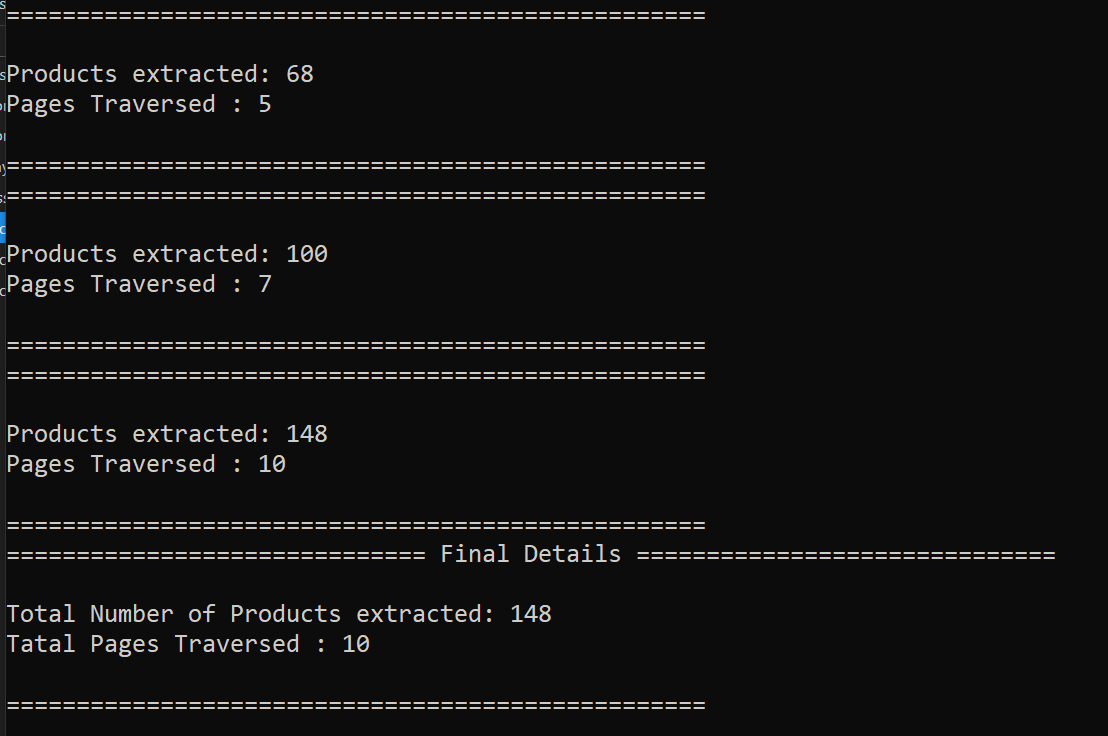 ==================================================
Products extracted: 68
Pages Traversed : 5
==================================================
==================================================
Products extracted: 100
Pages Traversed : 7
==================================================
==================================================
Products extracted: 148
Pages Traversed : 10
==================================================
============================== Final Details ==============================
Total Number of Products extracted: 148
Tatal Pages Traversed : 10
==================================================